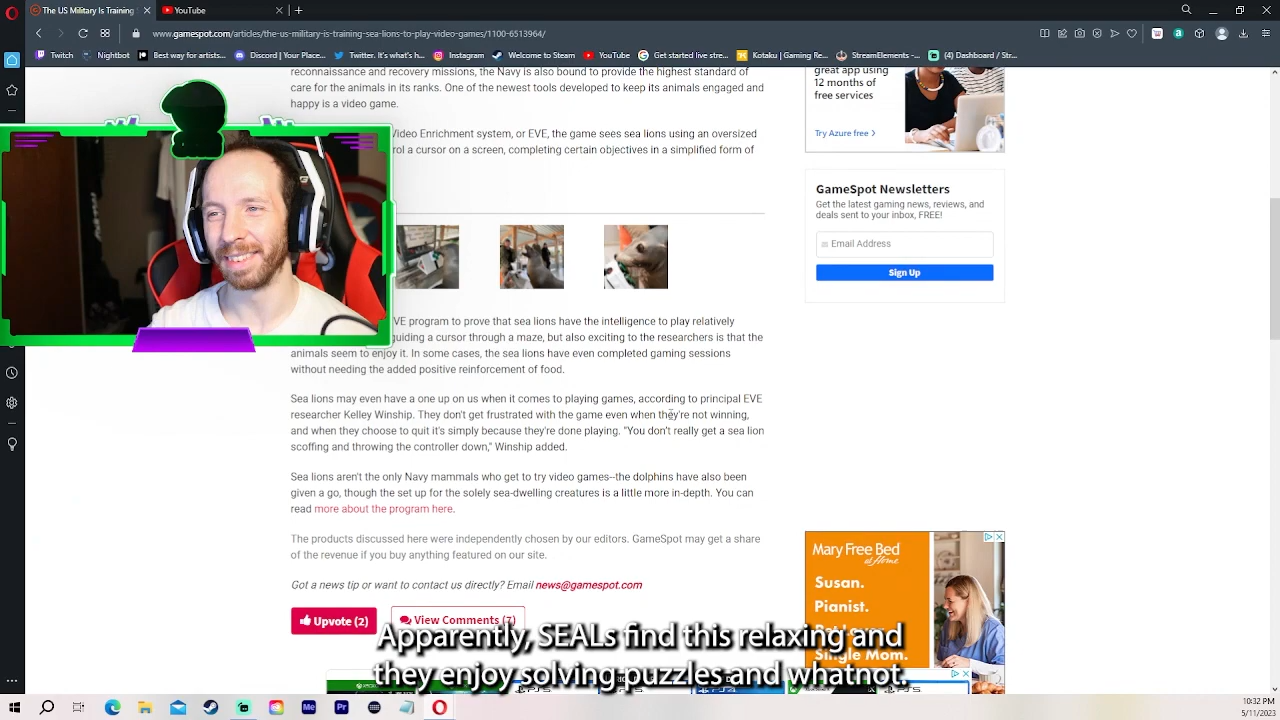 The US Military Is Training
YouTube
www.gamespot.com/articles/the-us-military-is-training-sea-lion-to-play-video-games/1100-6513964/
Twitch
Nightbot
Best way for artists...
Discord | Your Plac...
Twitter. It's what's h...
Instagram
Welcome to Steam
YouTube
Get started - Goog...
Kotaku | Gaming Re...
StreamElements - ...
(4) Dashboard / Str...
reconnaissance and recovery missions, the Navy is also bound to provide the highest standard of
care for the animals in its ranks. One of the newest tools developed to keep its animals engaged and
happy is a video game.
Video Enrichment system, or EVE, the game sees sea lions using an oversized
rol a cursor on a screen, completing certain objectives in a simplified form of
VE program to prove that sea lions have the intelligence to play relatively
guiding a cursor through a maze, but also exciting to the researchers is that the
animals seem to enjoy it. In some cases, the sea lions have even completed gaming sessions
without needing the added positive reinforcement of food.
Sea lions may even have a one up on us when it comes to playing games, according to principal EVE
researcher Kelley Winship. They don't get frustrated with the game even when they're not winning,
and when they choose to quit it's simply because they're done playing. "You don't really get a sea lion
scoffing and throwing the controller down," Winship added.
Sea lions aren't the only Navy mammals who get to try video games--the dolphins have also been
given a go, though the set up for the solely sea-dwelling creatures is a little more in-depth. You can
read more about the program here.
The products discussed here were independently chosen by our editors. GameSpot may get a share
of the revenue if you buy anything featured on our site.
Got a news tip or want to contact us directly? Email news@gamespot.com
Upvote (2)
View Comments (7)
great app using
12 months of
free services
Try Azure free
GameSpot Newsletters
Get the latest gaming news, reviews, and
deals sent to your inbox, FREE!
Email Address
Sign Up
Mary Free Bed
at Home
Susan.
Pianist.
Single Mom.
Apparently, SEALs find this relaxing and
they enjoy solving puzzles and whatnot.
Me
Pr
10:32 PM
5/11/2023